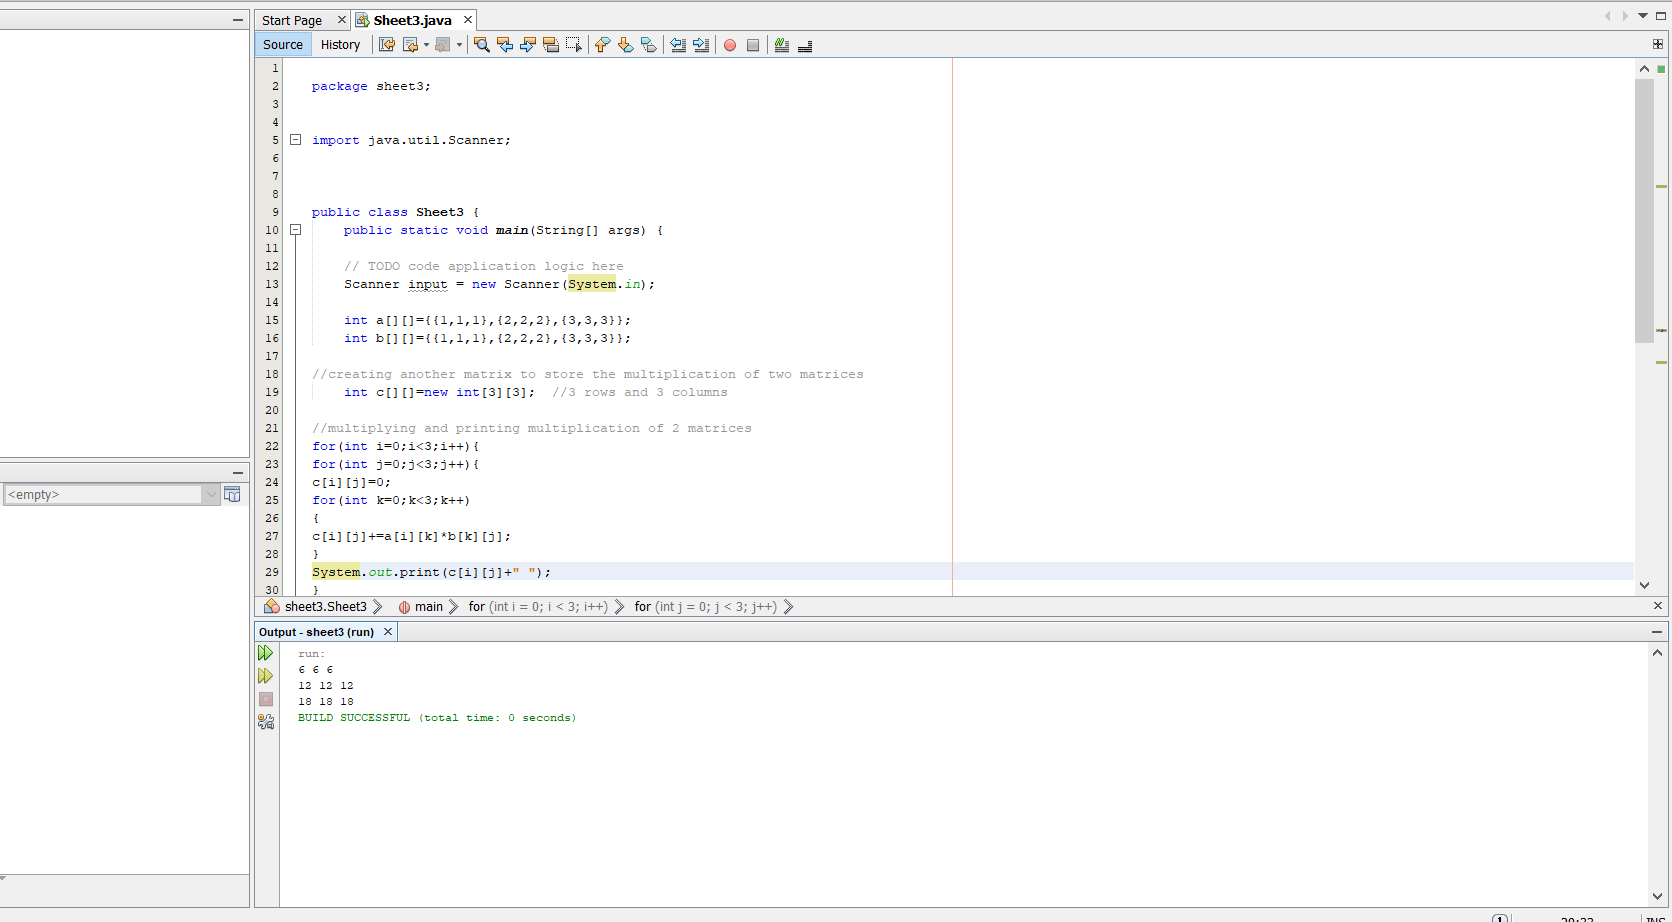 Start Page
Sheet3.java
Source History
1
2 package sheet3;
3
4
5 import java.util.Scanner;
6
7
8
9 public class Sheet3 {
10 public static void main(String[] args) {
11
12 // TODO code application logic here
13 Scanner input = new Scanner(System.in);
14
15 int a[][]={{1,1,1},{2,2,2},{3,3,3}};
16 int b[][]={{1,1,1},{2,2,2},{3,3,3}};
17
18 //creating another matrix to store the multiplication of two matrices
19 int c[][]=new int[3][3];  //3 rows and 3 columns
20
21 //multiplying and printing multiplication of 2 matrices
22 for(int i=0;i<3;i++){
23 for(int j=0;j<3;j++){
24 c[i][j]=0;
25 for(int k=0;k<3;k++)
26 {
27 c[i][j]+=a[i][k]*b[k][j];
28 }
29 System.out.print(c[i][j]+" ");
30 }
<empty>
sheet3.Sheet3 main for (int i = 0; i < 3; i++) for (int j = 0; j < 3; j++)
Output - sheet3 (run)
run:
6 6 6
12 12 12
18 18 18
BUILD SUCCESSFUL (total time: 0 seconds)
1